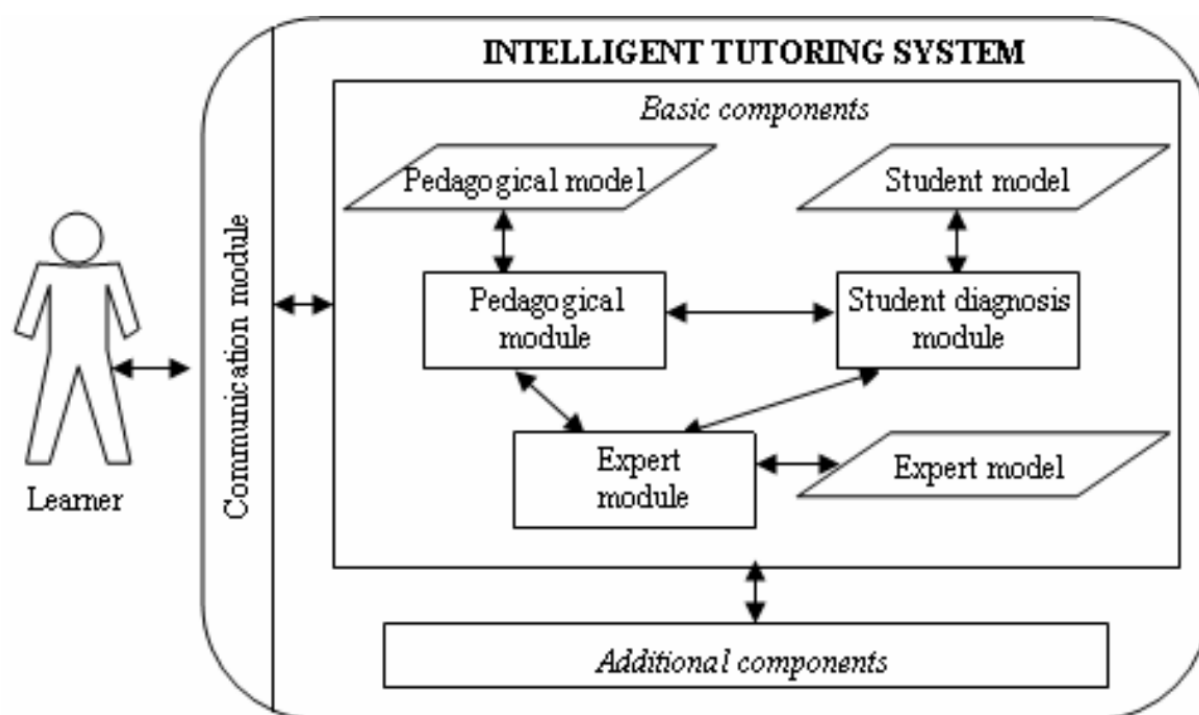 INTELLIGENT TUTORING SYSTEM
Basic components
Pedagogical model
Student model
Pedagogical
module
Student diagnosis
module
Expert
module
Expert model
Communication module
Learner
Additional components